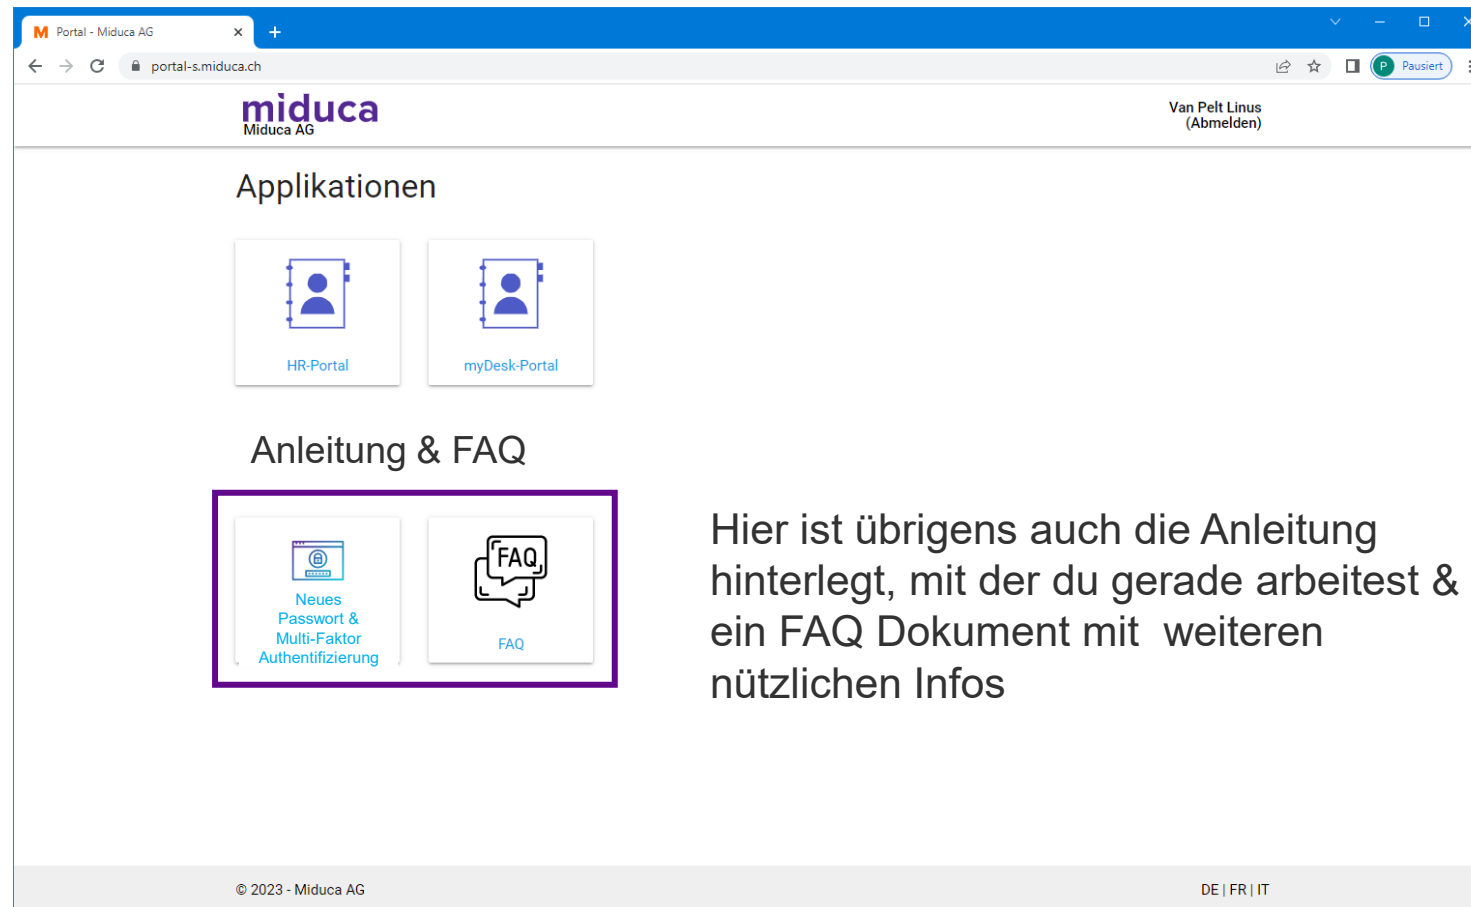 Portal - Miduca AG
portal-s.miduca.ch
P Pausiert
miduca
Miduca AG
Van Pelt Linus
(Abmelden)
Applikationen
HR-Portal
myDesk-Portal
Anleitung & FAQ
Neues
Passwort &
Multi-Faktor
Authentifizierung
FAQ
FAQ
Hier ist übrigens auch die Anleitung
hinterlegt, mit der du gerade arbeitest &
ein FAQ Dokument mit weiteren
nützlichen Infos
© 2023 - Miduca AG
DE | FR | IT